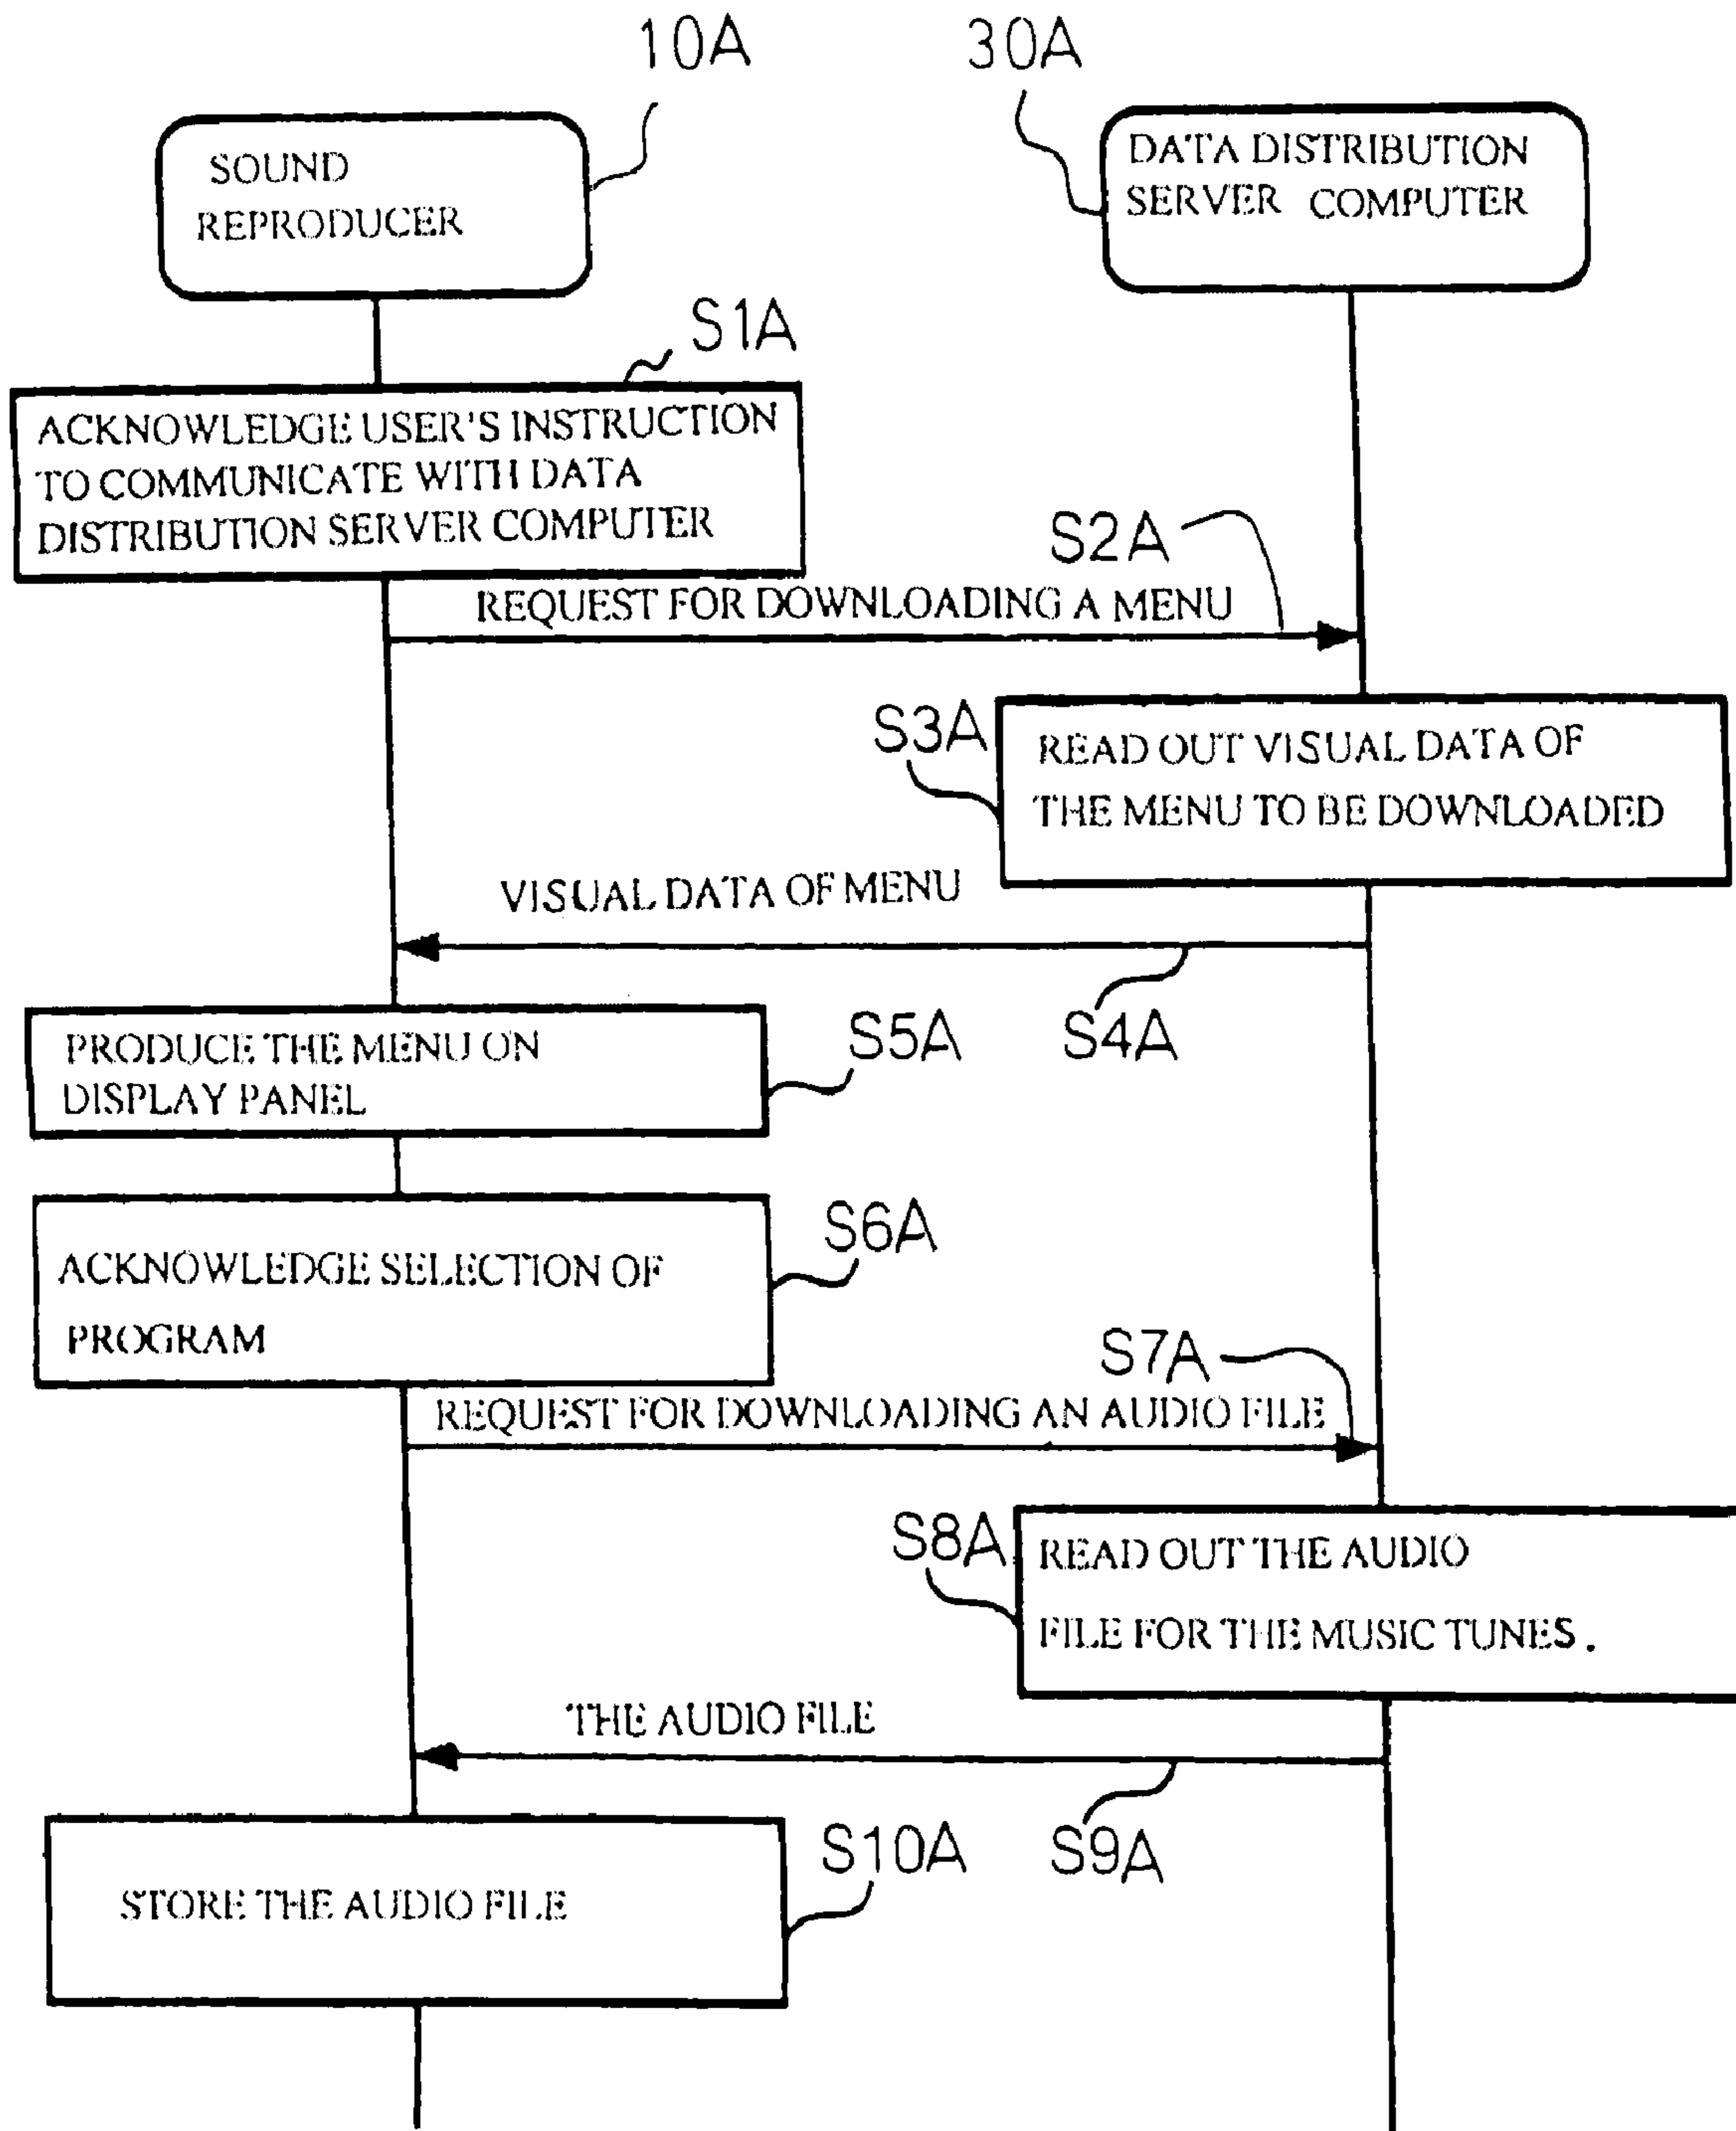 10A
30A
SOUND
REPRODUCER
DATA DISTRIBUTION
SERVER COMPUTER
S1A
ACKNOWLEDGE USER'S INSTRUCTION
TO COMMUNICATE WITH DATA
DISTRIBUTION SERVER COMPUTER
S2A
REQUEST FOR DOWNLOADING A MENU
S3A
READ OUT VISUAL DATA OF
THE MENU TO BE DOWNLOADED
VISUAL DATA OF MENU
S4A
PRODUCE THE MENU ON
DISPLAY PANEL
S5A
ACKNOWLEDGE SELECTION OF
PROGRAM
S6A
S7A
REQUEST FOR DOWNLOADING AN AUDIO FILE
S8A
READ OUT THE AUDIO
FILE FOR THE MUSIC TUNES.
THE AUDIO FILE
S9A
STORE THE AUDIO FILE
S10A